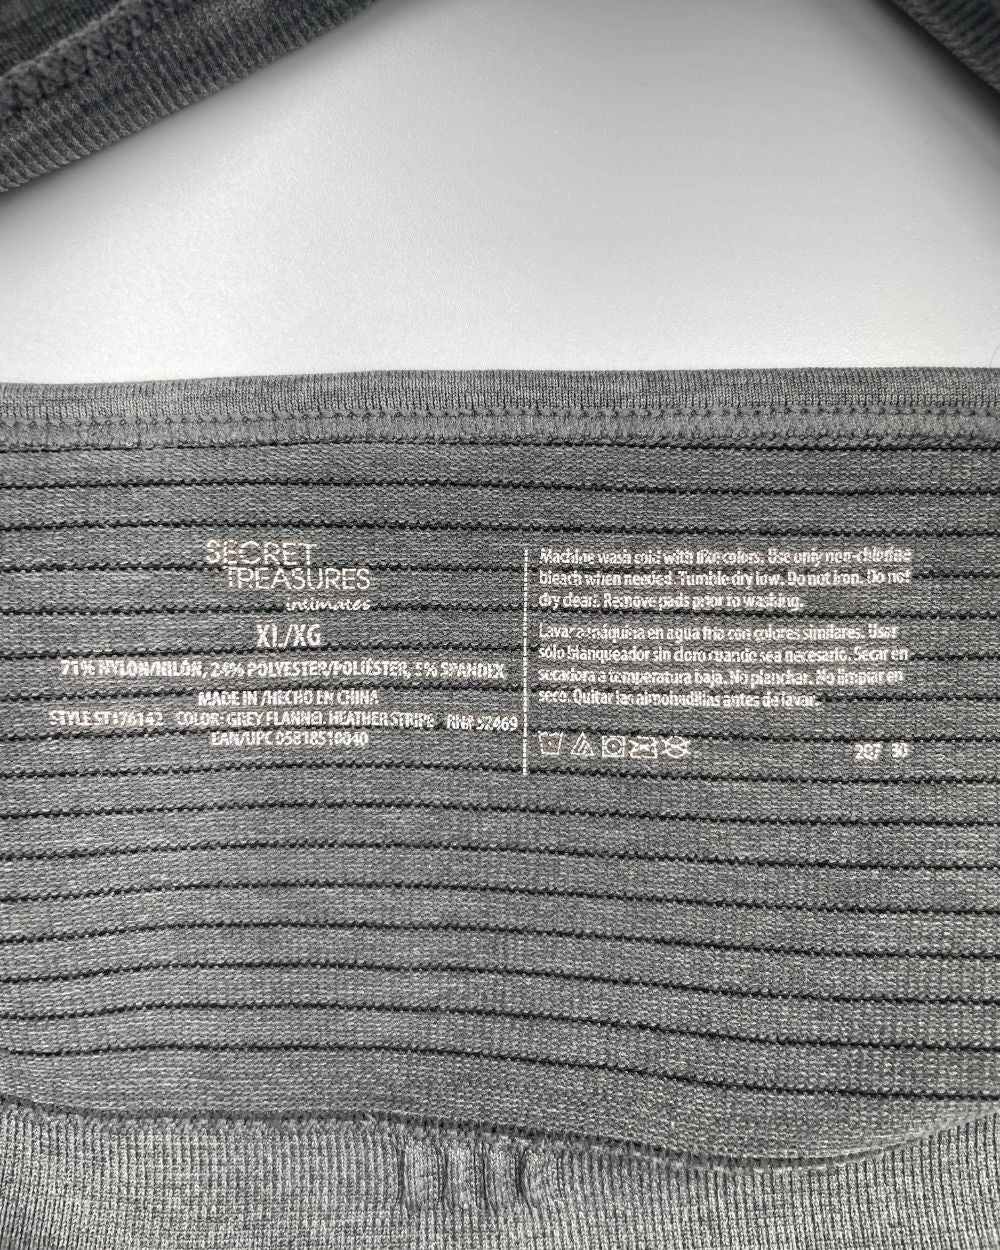 SECRET
TREASURES
intimates
XL/XG
71% NYLON/NILÓN, 24% POLYESTER/POLIÉSTER, 5% SPANDEX
MADE IN /HECHO EN CHINA
STYLE ST176142 COLOR: GREY FLANNEL HEATHER STRIPE RN# 52469
EAN/UPC 05818510040
Machine wash cold with like colors. Use only non-chlorine
bleach when needed. Tumble dry low. Do not iron. Do not
dry clean. Remove pads prior to washing.
Lavar a máquina en agua fría con colores similares. Usar
sólo blanqueador sin cloro cuando sea necesario. Secar en
secadora a temperatura baja. No planchar. No limpiar en
seco. Quitar las almohadillas antes de lavar.
207 30